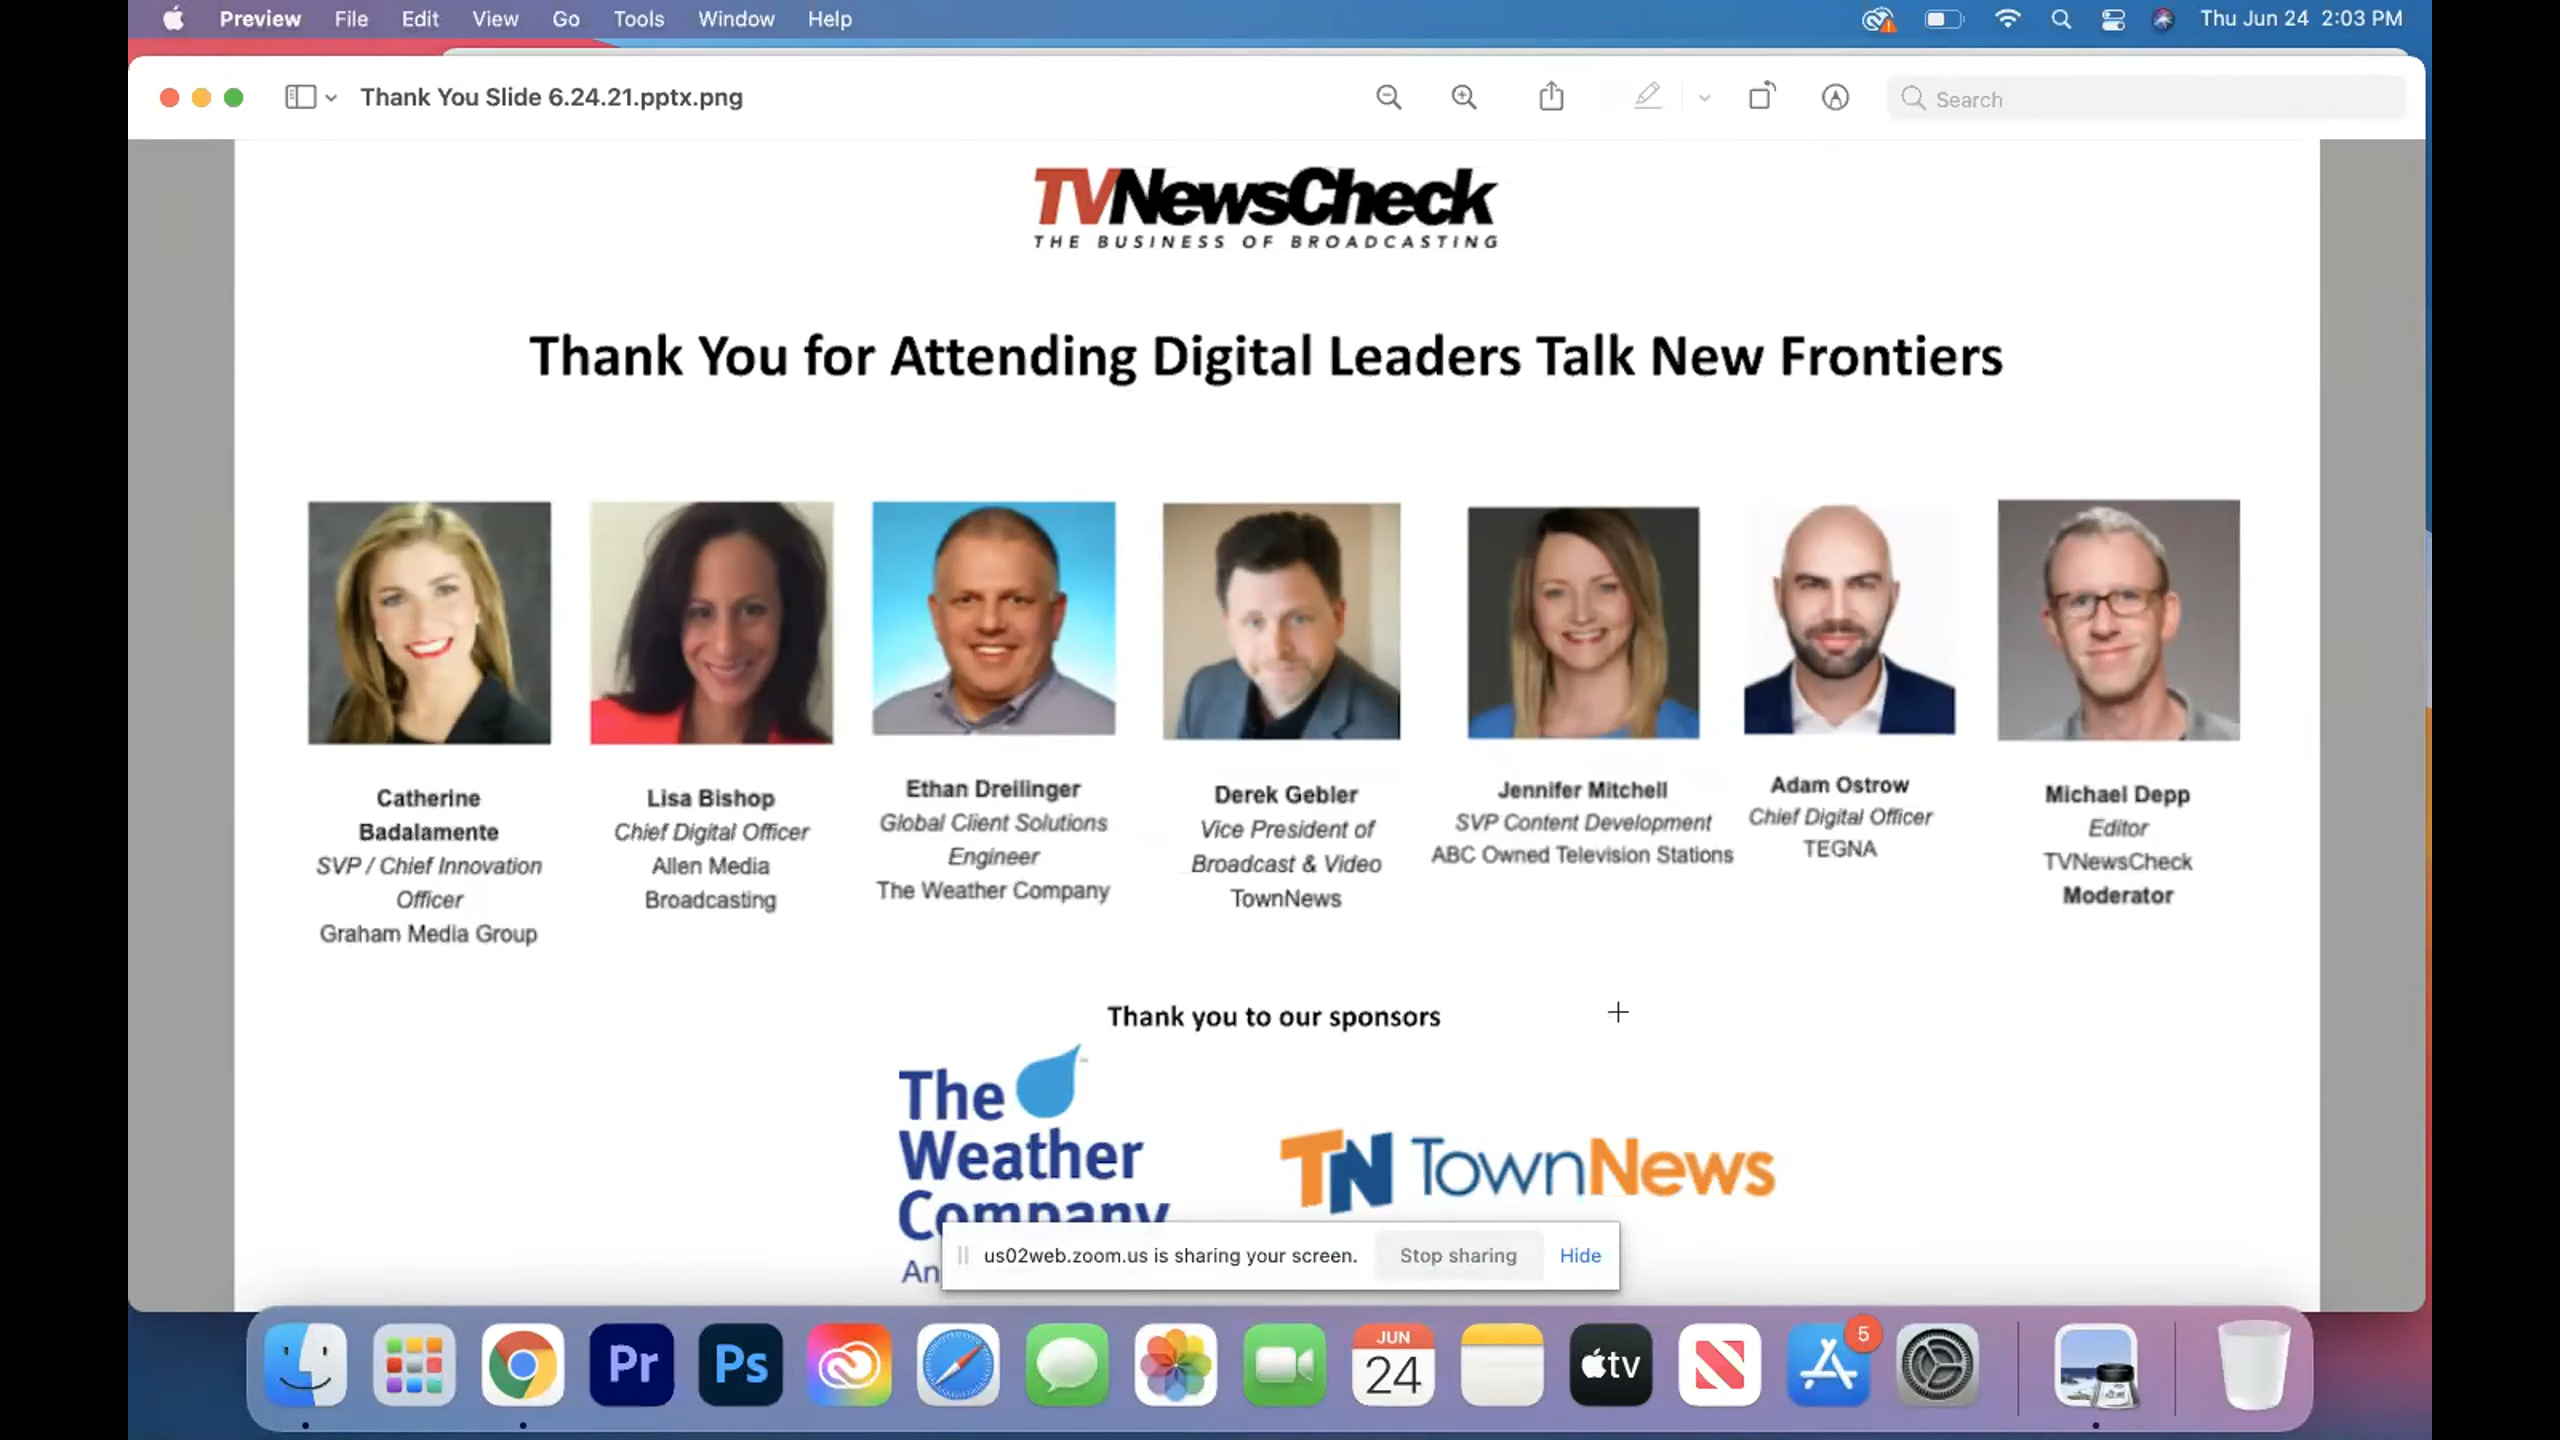 Preview File Edit View Go Tools Window Help Thu Jun 24 2:03 PM
Thank You Slide 6.24.21.pptx.png Search
TVNewsCheck
THE BUSINESS OF BROADCASTING
Thank You for Attending Digital Leaders Talk New Frontiers
Catherine
Badalamente
SVP / Chief Innovation
Officer
Graham Media Group
Lisa Bishop
Chief Digital Officer
Allen Media
Broadcasting
Ethan Dreilinger
Global Client Solutions
Engineer
The Weather Company
Derek Gebler
Vice President of
Broadcast & Video
TownNews
Jennifer Mitchell
SVP Content Development
ABC Owned Television Stations
Adam Ostrow
Chief Digital Officer
TEGNA
Michael Depp
Editor
TVNewsCheck
Moderator
Thank you to our sponsors
The
Weather
Company
An
TN TownNews
us02web.zoom.us is sharing your screen. Stop sharing Hide
Pr
Ps
JUN
24
tv
5